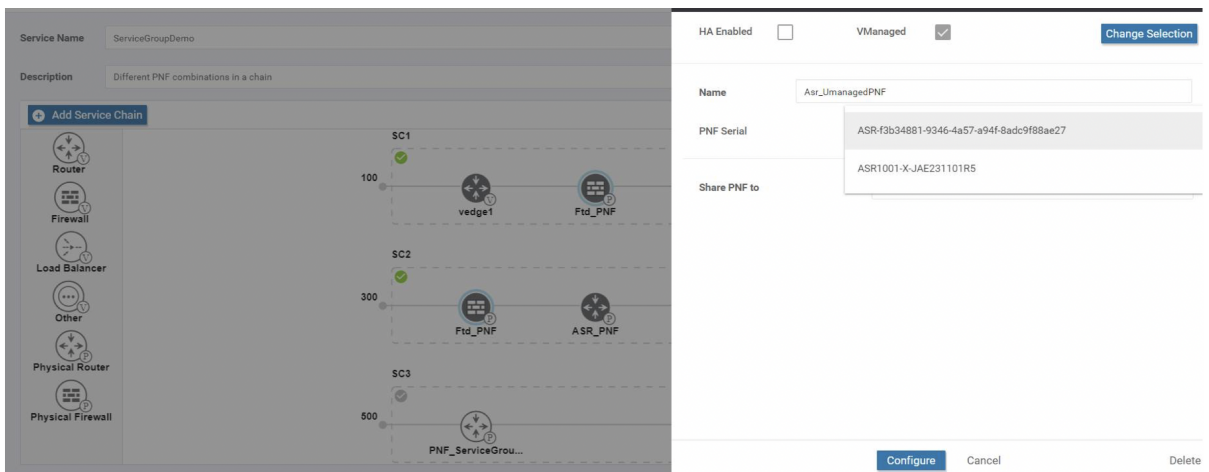 Service Name
ServiceGroupDemo
Description
Different PNF combinations in a chain
Add Service Chain
Router
V
Firewall
V
Load Balancer
V
Other
V
Physical Router
P
Physical Firewall
P
SC1
100
vedge1
V
Ftd_PNF
P
SC2
300
Ftd_PNF
P
ASR_PNF
P
SC3
500
PNF_ServiceGrou...
P
HA Enabled
VManaged
Change Selection
Name
Asr_UmanagedPNF
PNF Serial
ASR-f3b34881-9346-4a57-a94f-8adc9f88ae27
ASR1001-X-JAE231101R5
Share PNF to
Configure
Cancel
Delete